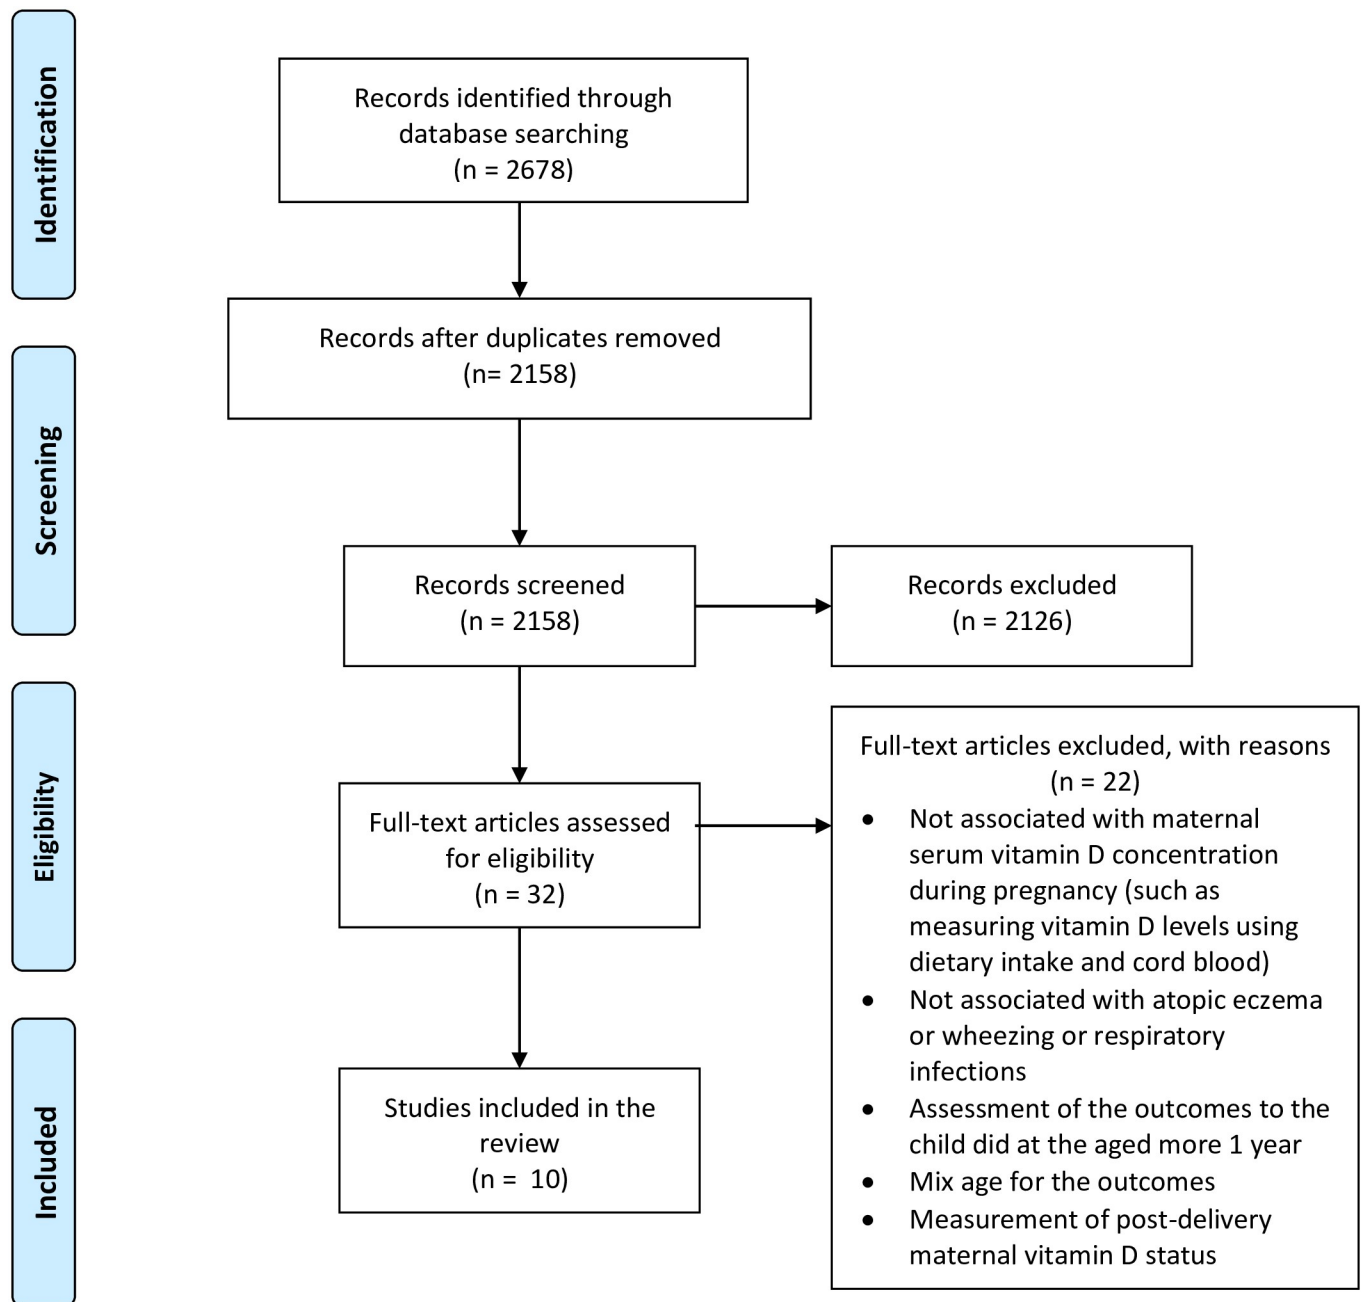 Identification
Records identified through
database searching
(n = 2678)
Records after duplicates removed
(n= 2158)
Screening
Records screened
(n = 2158)
Records excluded
(n = 2126)
Eligibility
Full-text articles assessed
for eligibility
(n = 32)
Full-text articles excluded, with reasons
(n = 22)
• Not associated with maternal
serum vitamin D concentration
during pregnancy (such as
measuring vitamin D levels using
dietary intake and cord blood)
• Not associated with atopic eczema
or wheezing or respiratory
infections
• Assessment of the outcomes to the
child did at the aged more 1 year
• Mix age for the outcomes
• Measurement of post-delivery
maternal vitamin D status
Included
Studies included in the
review
(n =  10)